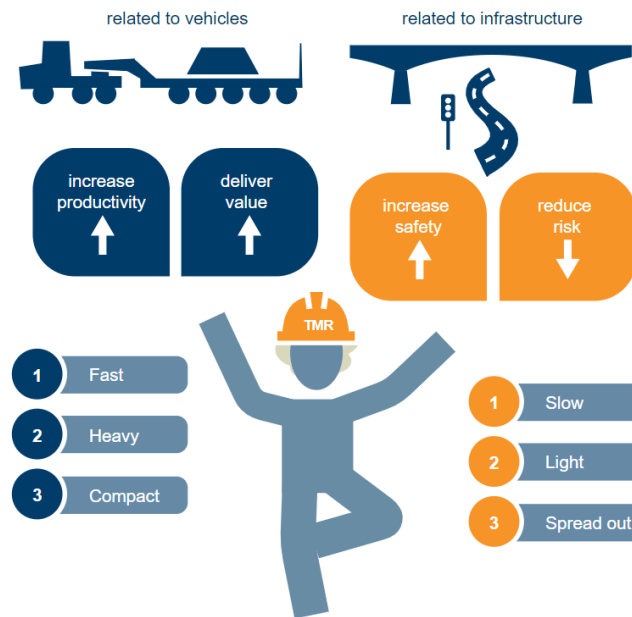 related to vehicles
related to infrastructure
increase
productivity
deliver
value
increase
safety
reduce
risk
TMR
1 Fast
2 Heavy
3 Compact
1 Slow
2 Light
3 Spread out